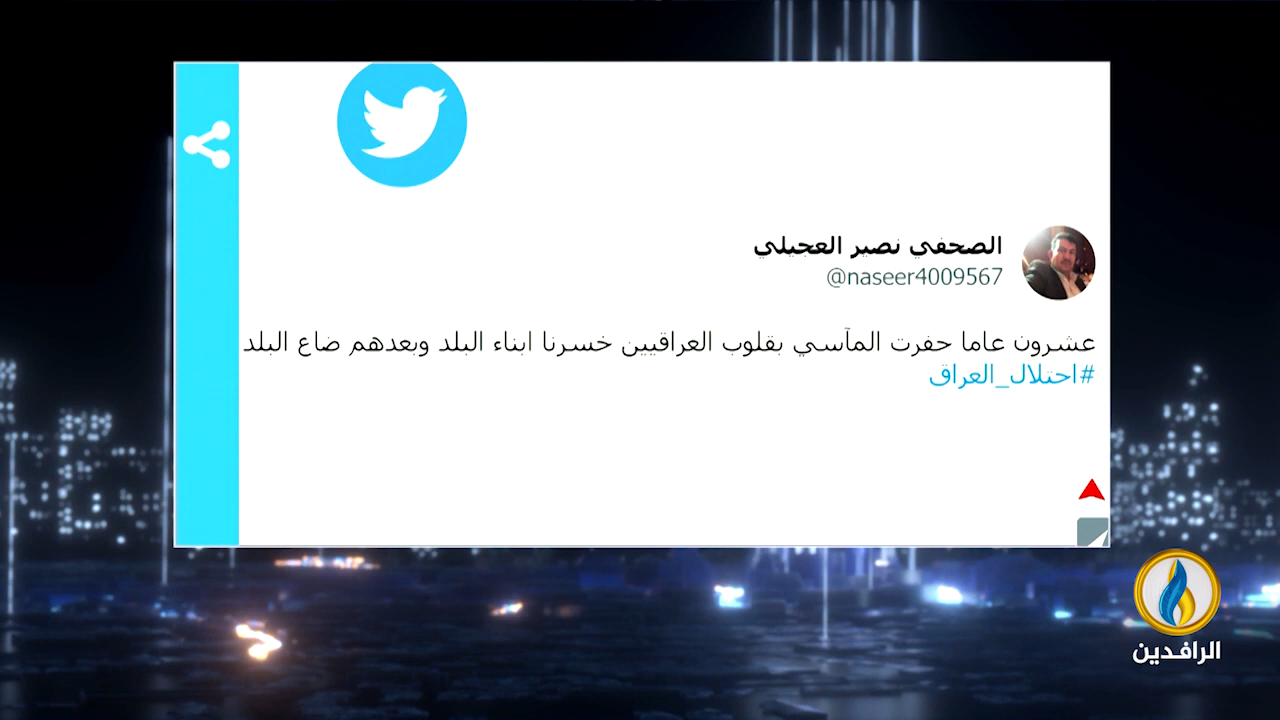 الصحفي نصير العجيلي
@naseer4009567
عشرون عاما حفرت المآسي بقلوب العراقيين خسرنا ابناء البلد وبعدهم ضاع البلد
#احتلال_العراق
الرافدين